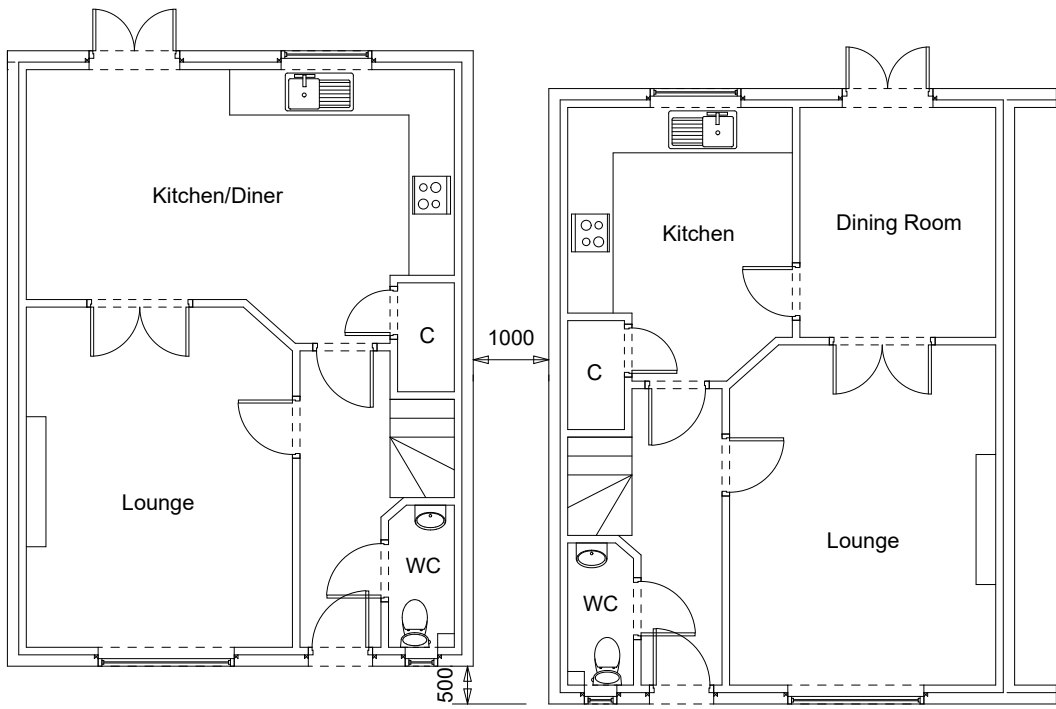 Kitchen/Diner
C
Lounge
WC
1000
500
Kitchen
Dining Room
C
Lounge
WC